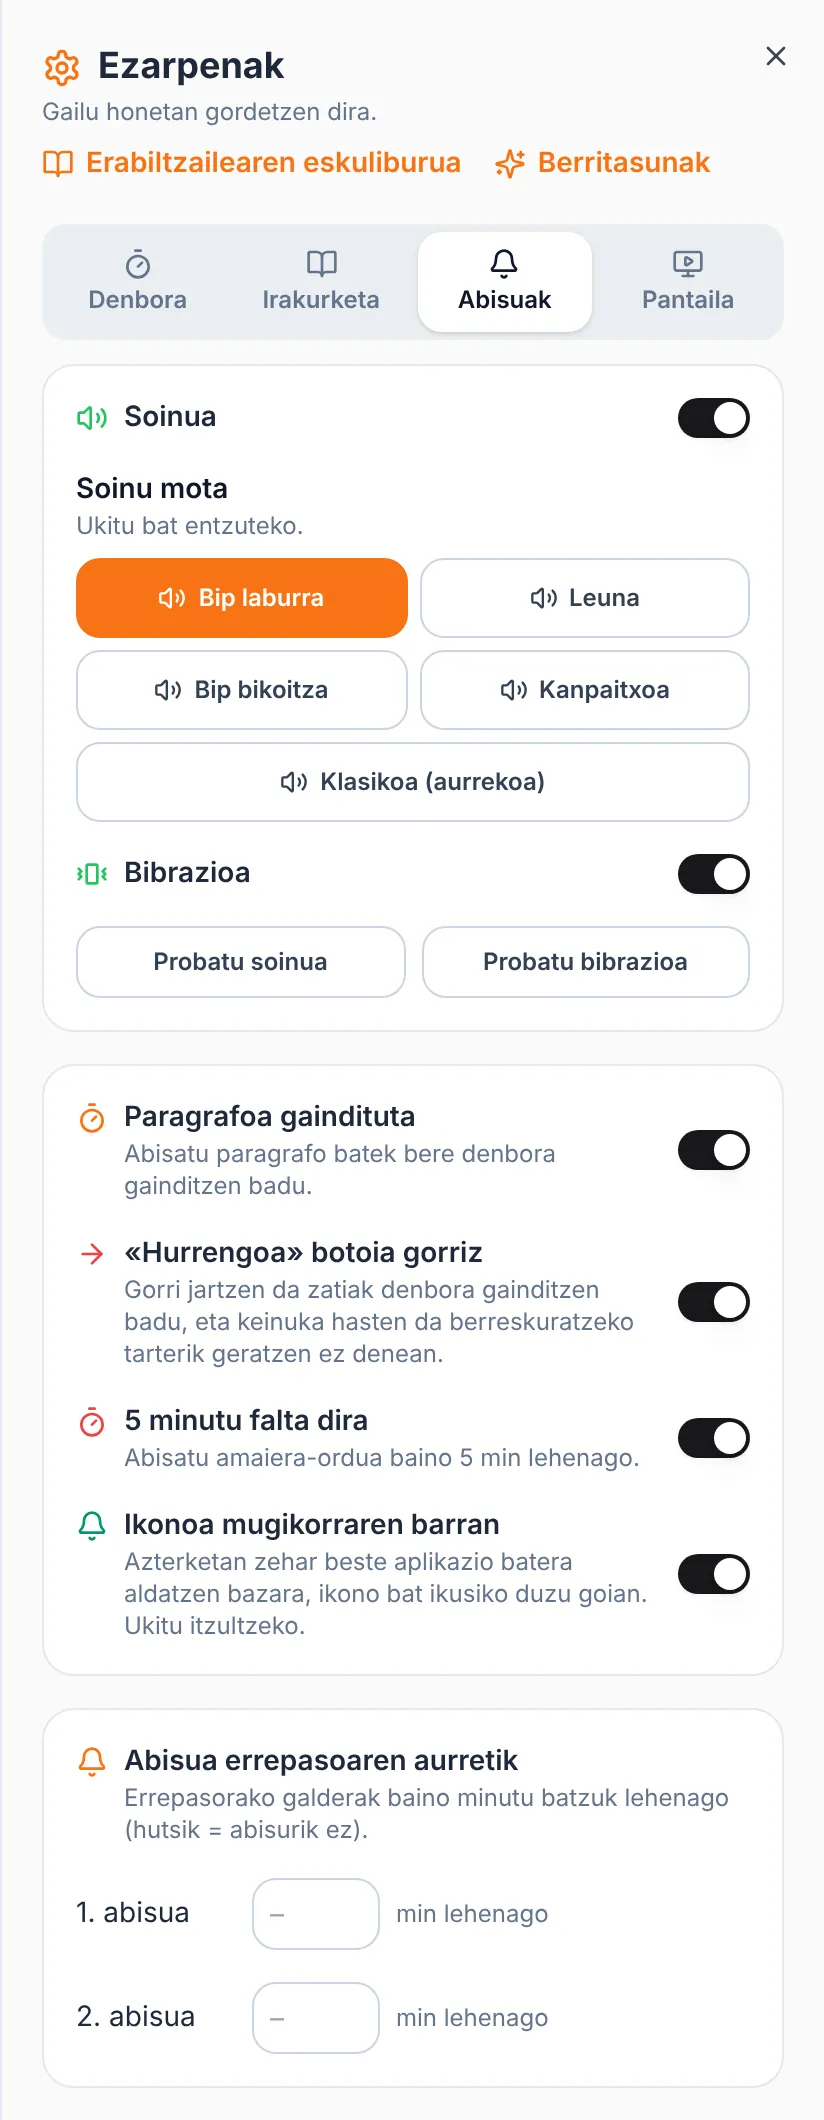 Ezarpenak
Gailu honetan gordetzen dira.
Erabiltzailearen eskuliburua Berritasunak
Denbora Irakurketa Abisuak Pantaila
Soinua
Soinu mota
Ukitu bat entzuteko.
Bip laburra Leuna
Bip bikoitza Kanpaitxoa
Klasikoa (aurrekoa)
Bibrazioa
Probatu soinua Probatu bibrazioa
Paragrafoa gaindituta
Abisatu paragrafo batek bere denbora
gainditzen badu.
«Hurrengoa» botoia gorriz
Gorri jartzen da zatiak denbora gainditzen
badu, eta keinuka hasten da berreskuratzeko
tarterik geratzen ez denean.
5 minutu falta dira
Abisatu amaiera-ordua baino 5 min lehenago.
Ikonoa mugikorraren barran
Azterketan zehar beste aplikazio batera
aldatzen bazara, ikono bat ikusiko duzu goian.
Ukitu itzultzeko.
Abisua errepasoaren aurretik
Errepasorako galderak baino minutu batzuk lehenago
(hutsik = abisurik ez).
1. abisua – min lehenago
2. abisua – min lehenago